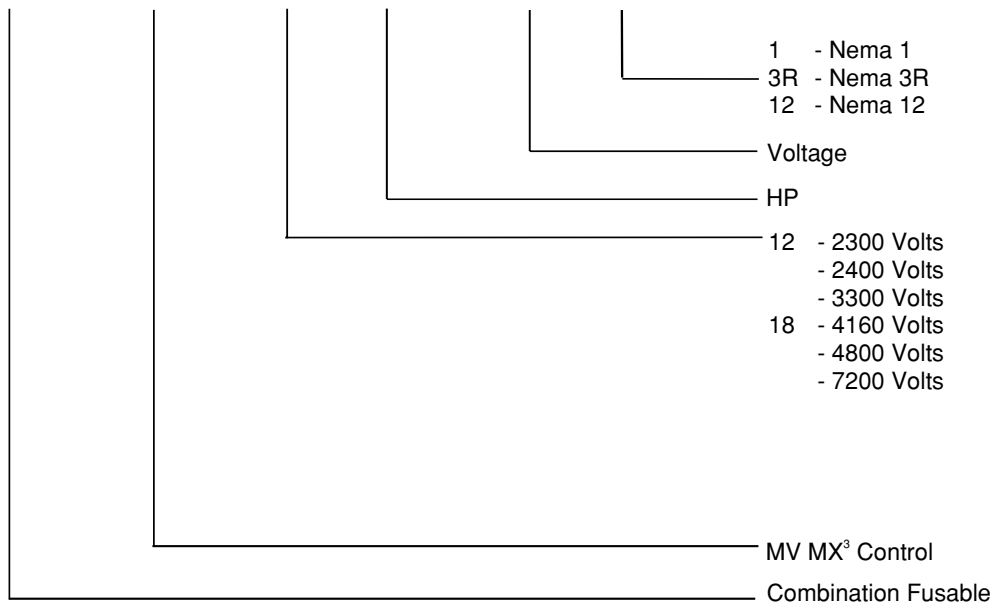 1 - Nema 1
3R - Nema 3R
12 - Nema 12
Voltage
HP
12 - 2300 Volts
- 2400 Volts
- 3300 Volts
18 - 4160 Volts
- 4800 Volts
- 7200 Volts
MV MX³ Control
Combination Fusable